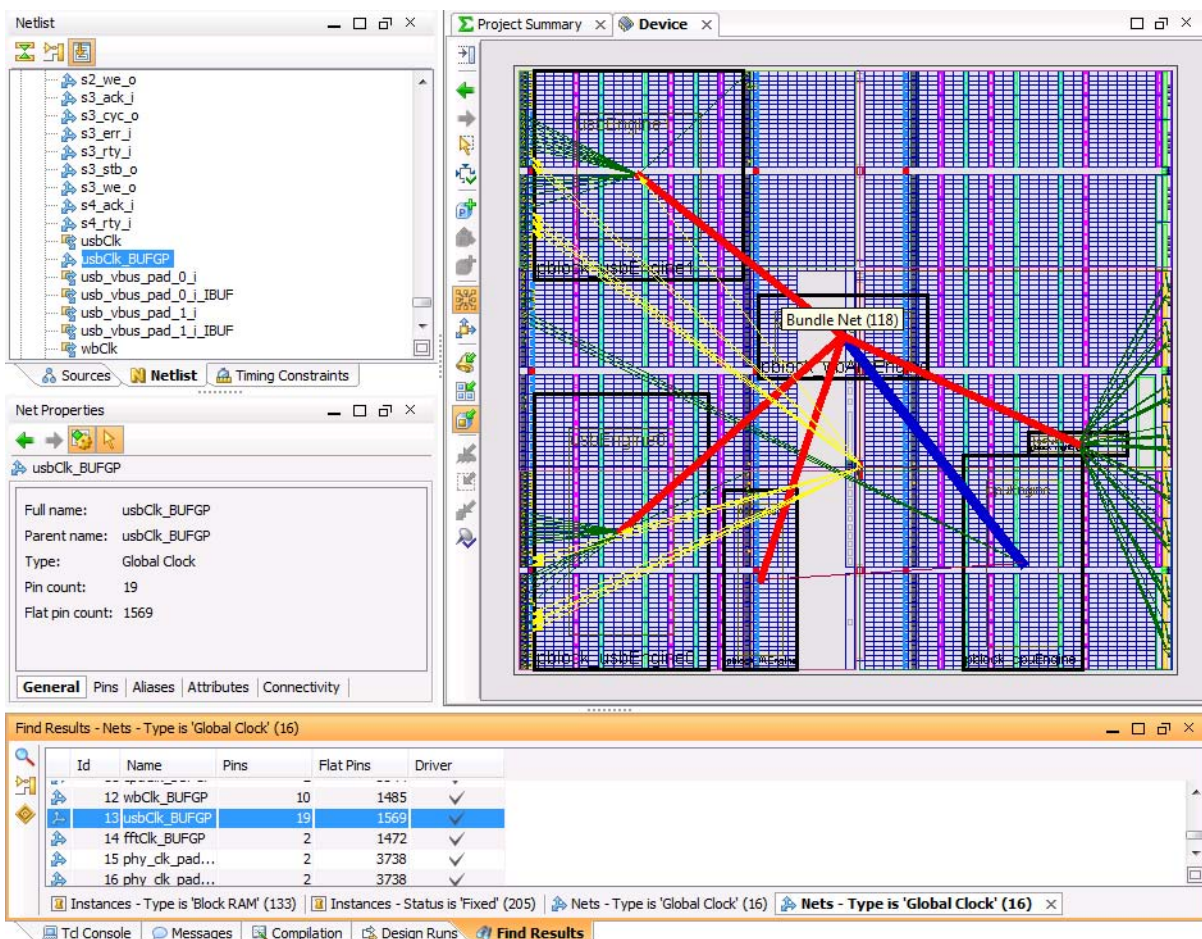 Netlist
s2_we_o
s3_ack_i
s3_cyc_o
s3_err_i
s3_rty_i
s3_stb_o
s3_we_o
s4_ack_i
s4_rty_i
usbClk
usbClk_BUFGP
usb_vbus_pad_0_i
usb_vbus_pad_0_i_IBUF
usb_vbus_pad_1_i
usb_vbus_pad_1_i_IBUF
wbClk
Sources Netlist Timing Constraints
Net Properties
usbClk_BUFGP
Full name: usbClk_BUFGP
Parent name: usbClk_BUFGP
Type: Global Clock
Pin count: 19
Flat pin count: 1569
General Pins Aliases Attributes Connectivity
Project Summary Device
pblock_usbEngine1
Bundle Net (118)
usbEngine0
cpuEngine
pblock_usbEngine0
pblock_cpuEngine
Find Results - Nets - Type is 'Global Clock' (16)
Id Name Pins Flat Pins Driver
12 wbClk_BUFGP 10 1485
13 usbClk_BUFGP 19 1569
14 fftClk_BUFGP 2 1472
15 phy_clk_pad... 2 3738
16 phy_clk_pad... 2 3738
Instances - Type is 'Block RAM' (133) Instances - Status is 'Fixed' (205) Nets - Type is 'Global Clock' (16) Nets - Type is 'Global Clock' (16)
Tcl Console Messages Compilation Design Runs Find Results